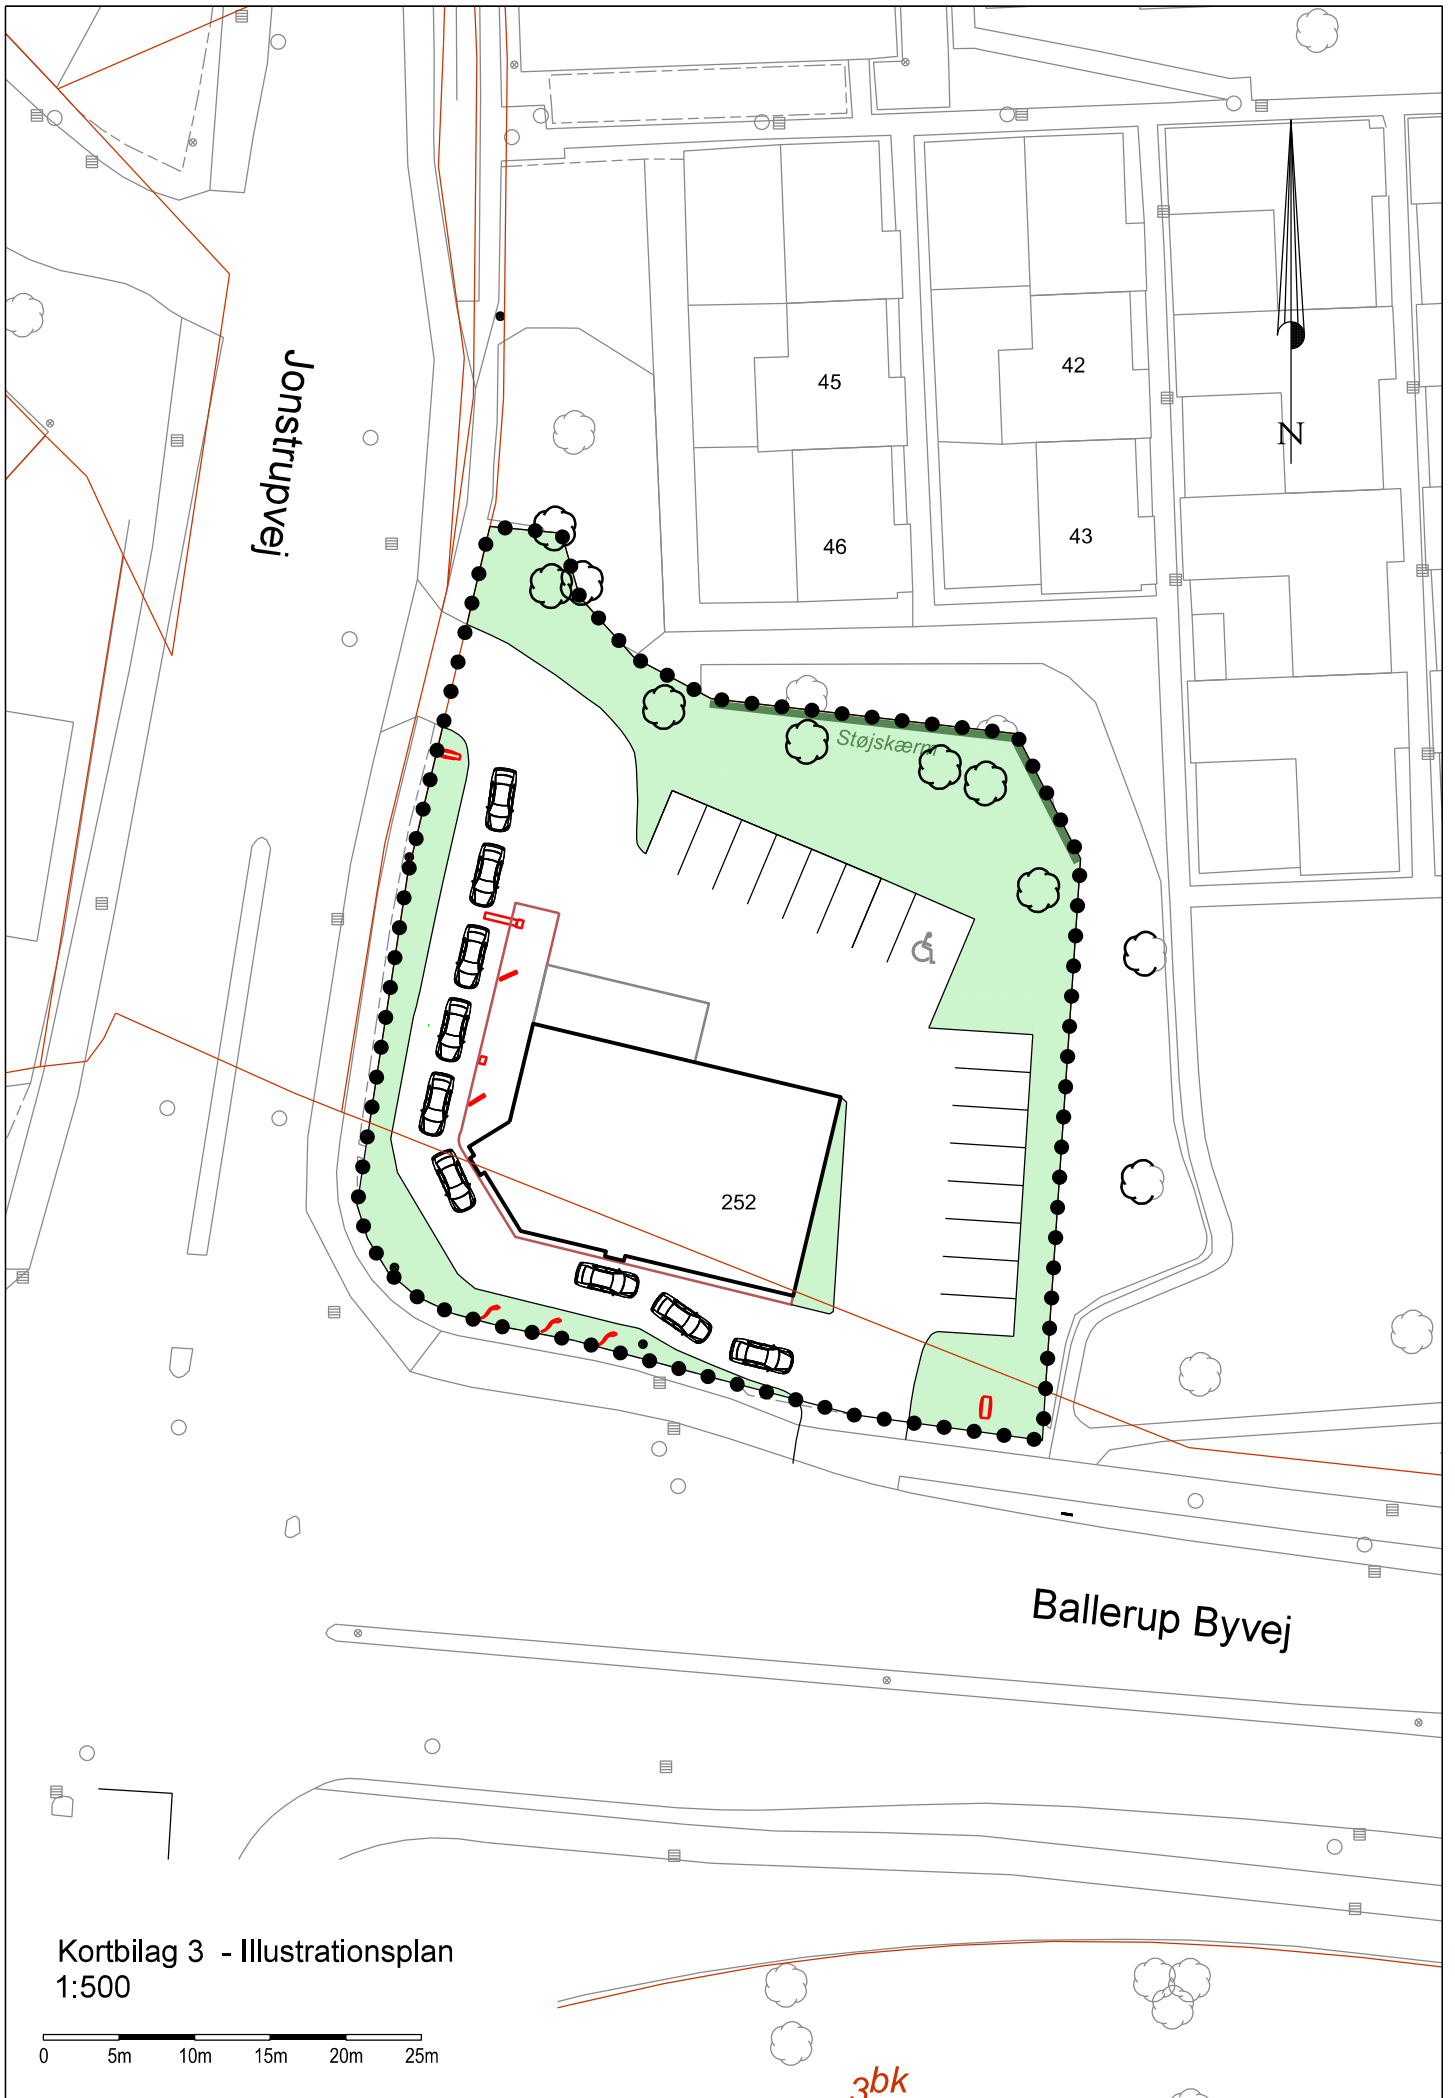 Jonstrupvej
45
42
N
46
43
Støjskærm
252
Ballerup Byvej
Kortbilag 3 - Illustrationsplan
1:500
0 5m 10m 15m 20m 25m
3bk